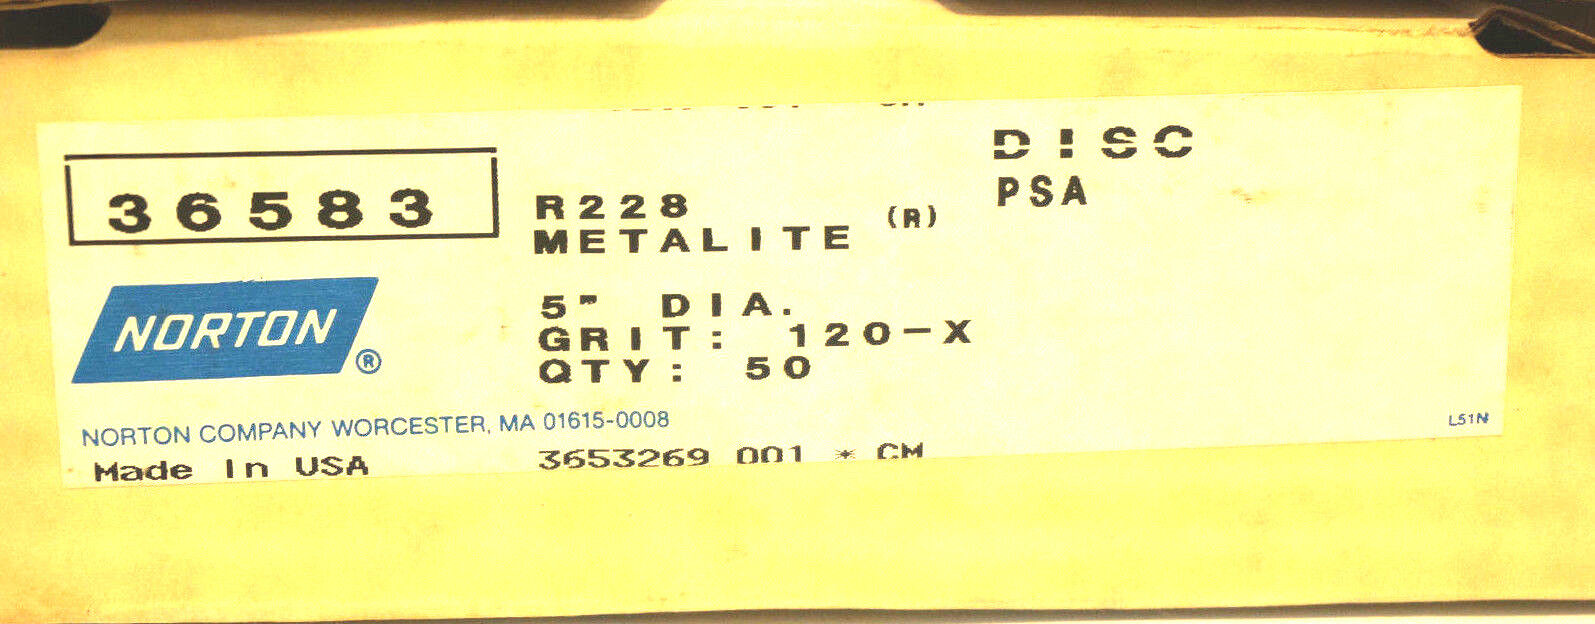 DISC
PSA
36583
R228
METALITE (R)
NORTON ®
5" DIA.
GRIT: 120-X
QTY: 50
NORTON COMPANY WORCESTER, MA 01615-0008
L51N
Made In USA
3653269 001 * CM